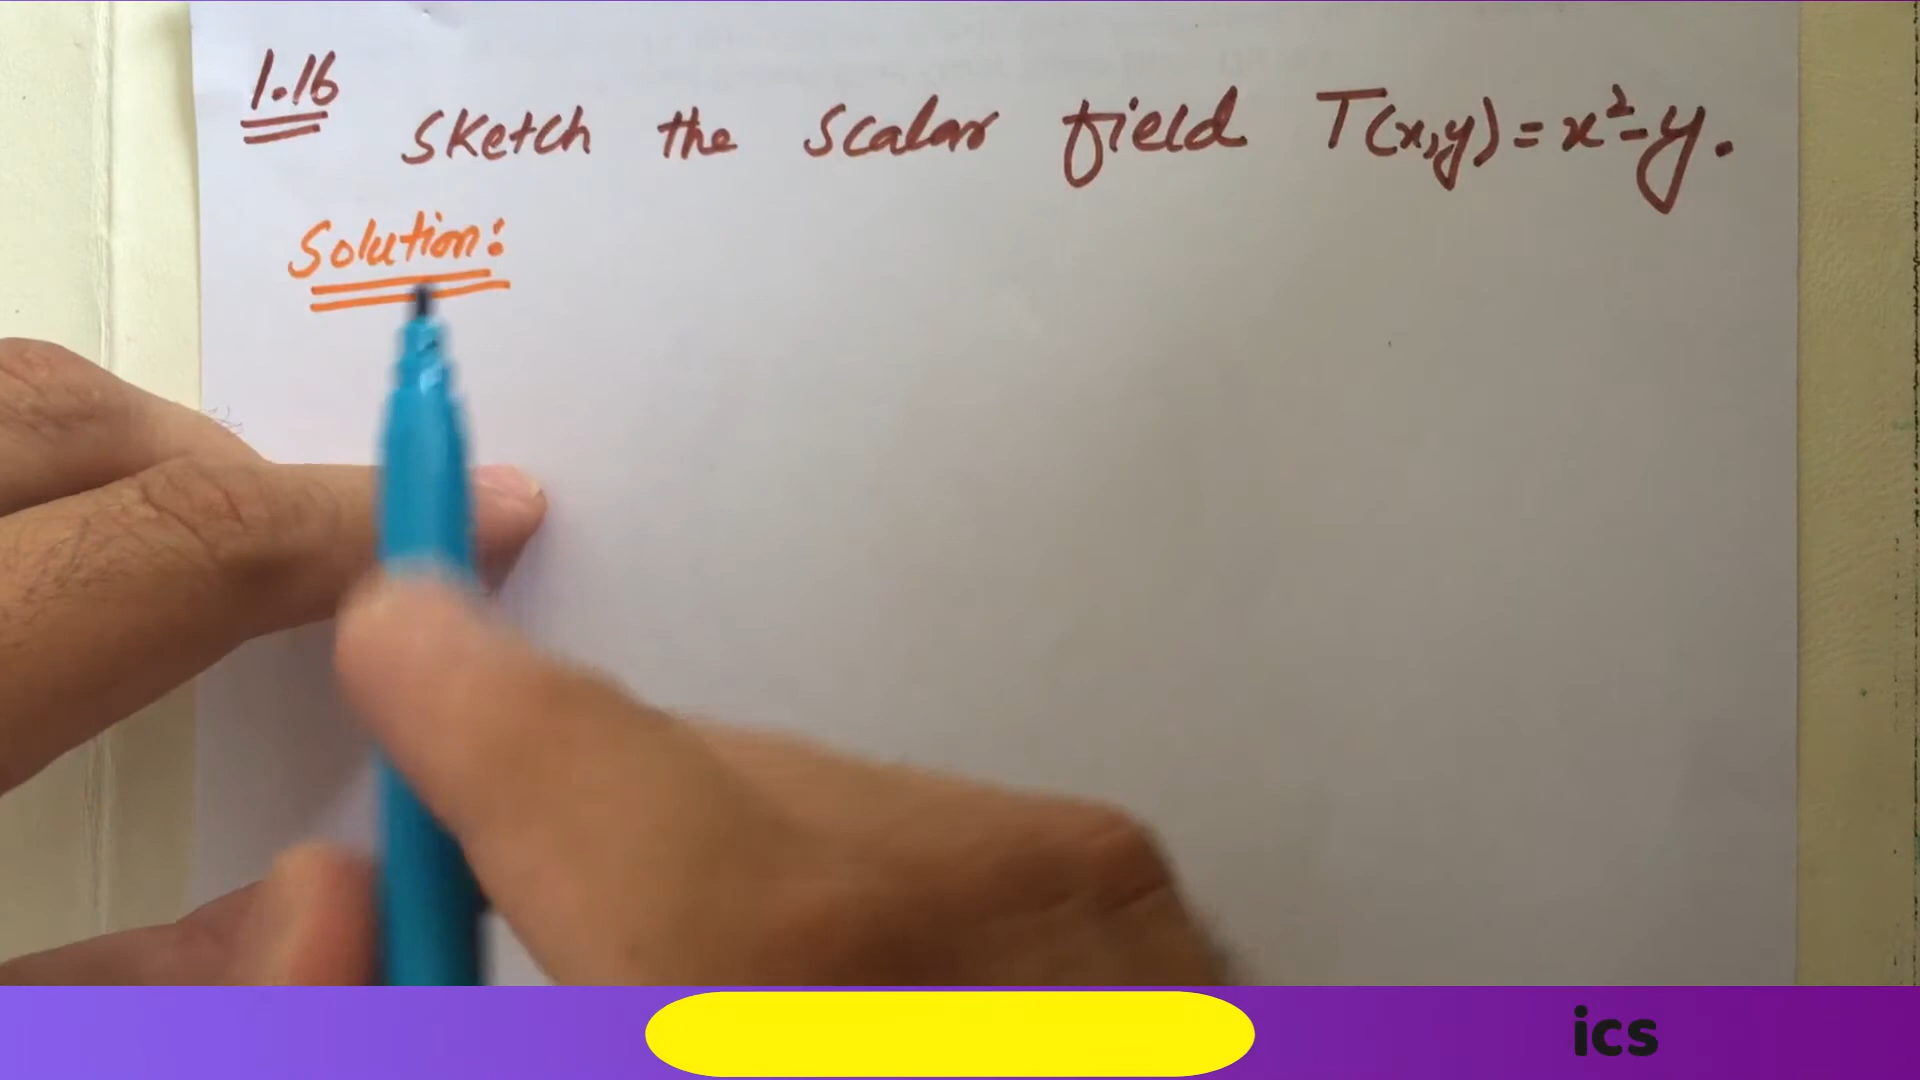 1.16
Sketch the scalar field T(x,y) = x²-y.
Solution:
ics